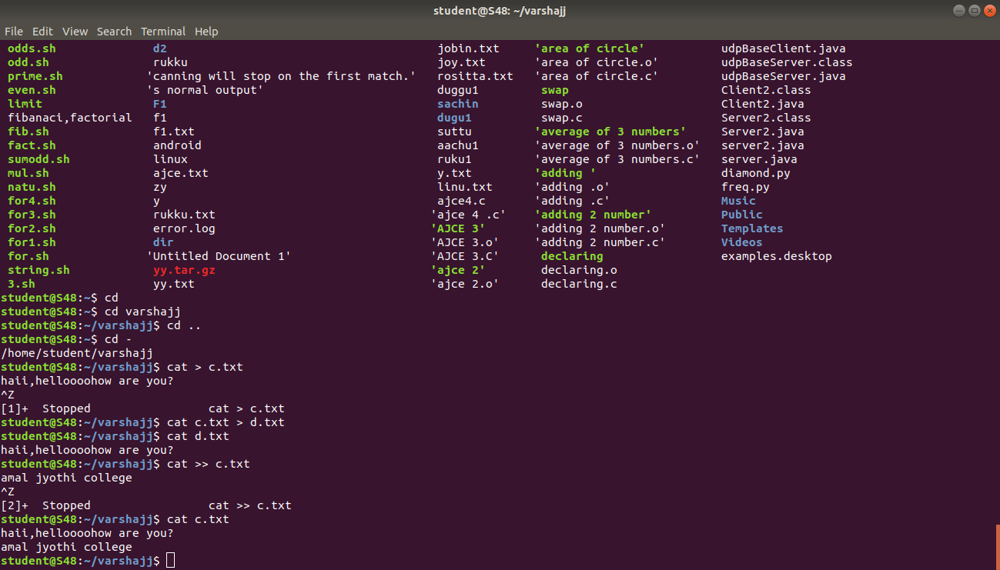 student@S48: ~/varshajj
File Edit View Search Terminal Help
odds.sh d2 jobin.txt 'area of circle' udpBaseClient.java
odd.sh rukku joy.txt 'area of circle.o' udpBaseServer.class
prime.sh 'canning will stop on the first match.' rositta.txt 'area of circle.c' udpBaseServer.java
even.sh 's normal output' duggu1 swap Client2.class
limit F1 sachin swap.o Client2.java
fibanaci,factorial f1 dugu1 swap.c Server2.class
fib.sh f1.txt suttu 'average of 3 numbers' Server2.java
fact.sh android aachu1 'average of 3 numbers.o' server2.java
sumodd.sh linux ruku1 'average of 3 numbers.c' server.java
mul.sh ajce.txt y.txt 'adding ' diamond.py
natu.sh zy linu.txt 'adding .o' freq.py
for4.sh y ajce4.c 'adding .c' Music
for3.sh rukku.txt 'ajce 4 .c' 'adding 2 number' Public
for2.sh error.log 'AJCE 3' 'adding 2 number.o' Templates
for1.sh dir 'AJCE 3.o' 'adding 2 number.c' Videos
for.sh 'Untitled Document 1' 'AJCE 3.C' declaring examples.desktop
string.sh yy.tar.gz 'ajce 2' declaring.o
3.sh yy.txt 'ajce 2.o' declaring.c
student@S48:~$ cd
student@S48:~$ cd varshajj
student@S48:~/varshajj$ cd ..
student@S48:~$ cd -
/home/student/varshajj
student@S48:~/varshajj$ cat > c.txt
haii,helloooohow are you?
^Z
[1]+  Stopped                 cat > c.txt
student@S48:~/varshajj$ cat c.txt > d.txt
student@S48:~/varshajj$ cat d.txt
haii,helloooohow are you?
student@S48:~/varshajj$ cat >> c.txt
amal jyothi college
^Z
[2]+  Stopped                 cat >> c.txt
student@S48:~/varshajj$ cat c.txt
haii,helloooohow are you?
amal jyothi college
student@S48:~/varshajj$